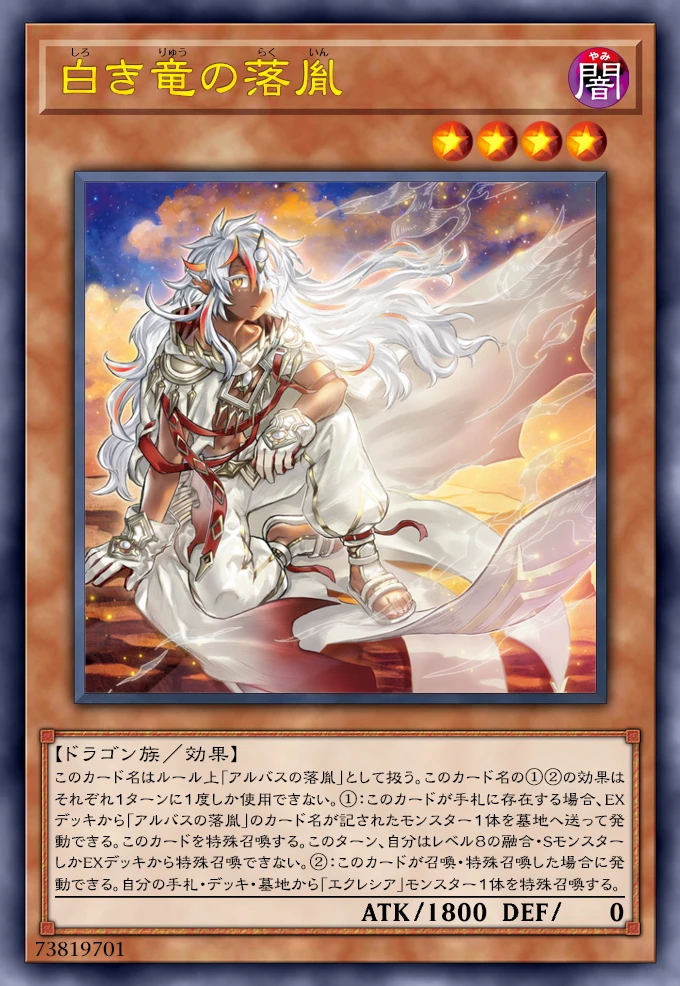 しろ りゅう らく いん
白き竜の落胤
やみ
闇
【ドラゴン族／効果】
このカード名はルール上「アルバスの落胤」として扱う。このカード名の①②の効果は
それぞれ1ターンに1度しか使用できない。①：このカードが手札に存在する場合、EX
デッキから「アルバスの落胤」のカード名が記されたモンスター1体を墓地へ送って発
動できる。このカードを特殊召喚する。このターン、自分はレベル8の融合・Sモンスター
しかEXデッキから特殊召喚できない。②：このカードが召喚・特殊召喚した場合に発
動できる。自分の手札・デッキ・墓地から「エクレシア」モンスター1体を特殊召喚する。
ATK/1800 DEF/ 0
73819701